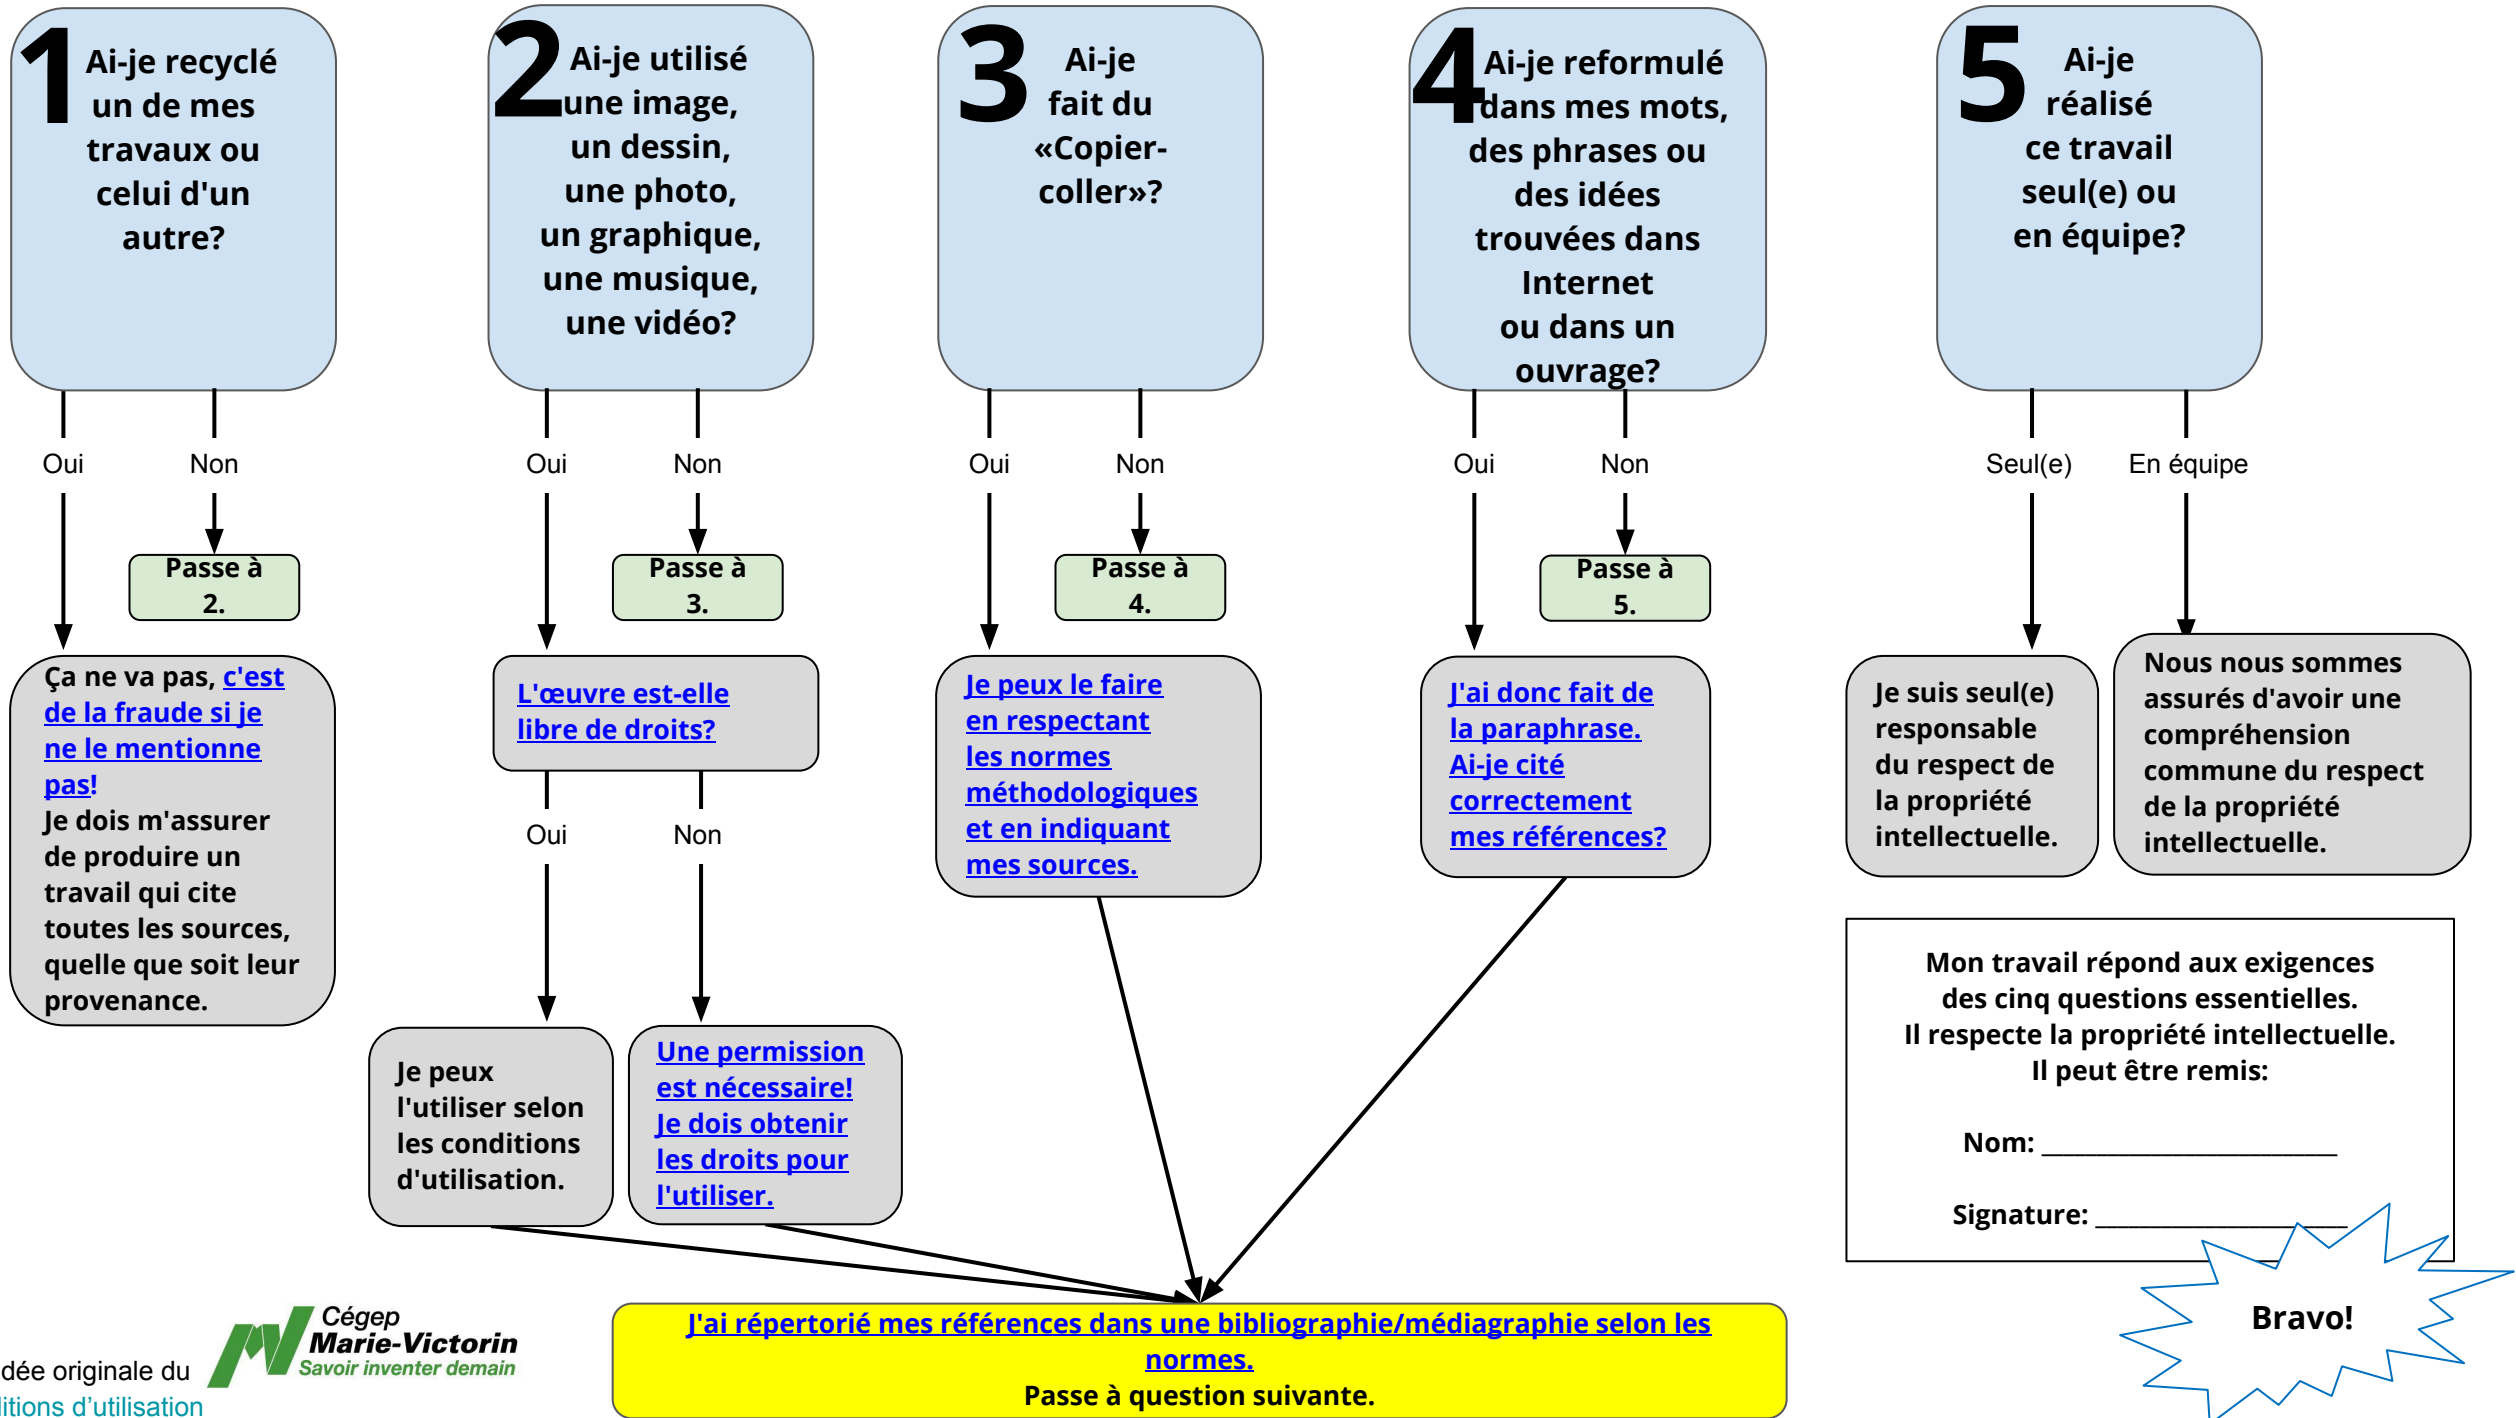 1
Ai-je recyclé
un de mes
travaux ou
celui d'un
autre?
Oui
Non
Passe à
2.
Ça ne va pas, c'est
de la fraude si je
ne le mentionne
pas!
Je dois m'assurer
de produire un
travail qui cite
toutes les sources,
quelle que soit leur
provenance.
2
Ai-je utilisé
une image,
un dessin,
une photo,
un graphique,
une musique,
une vidéo?
Oui
Non
Passe à
3.
L'œuvre est-elle
libre de droits?
Oui
Non
Je peux
l'utiliser selon
les conditions
d'utilisation.
Une permission
est nécessaire!
Je dois obtenir
les droits pour
l'utiliser.
3
Ai-je
fait du
«Copier-
coller»?
Oui
Non
Passe à
4.
Je peux le faire
en respectant
les normes
méthodologiques
et en indiquant
mes sources.
4
Ai-je reformulé
dans mes mots,
des phrases ou
des idées
trouvées dans
Internet
ou dans un
ouvrage?
Oui
Non
Passe à
5.
J'ai donc fait de
la paraphrase.
Ai-je cité
correctement
mes références?
5
Ai-je
réalisé
ce travail
seul(e) ou
en équipe?
Seul(e)
En équipe
Je suis seul(e)
responsable
du respect de
la propriété
intellectuelle.
Nous nous sommes
assurés d'avoir une
compréhension
commune du respect
de la propriété
intellectuelle.
Mon travail répond aux exigences
des cinq questions essentielles.
Il respecte la propriété intellectuelle.
Il peut être remis:
Nom: ______________________
Signature: ___________________
Bravo!
J'ai répertorié mes références dans une bibliographie/médiagraphie selon les
normes.
Passe à question suivante.
Cégep
Marie-Victorin
Savoir inventer demain
dée originale du
ditions d'utilisation